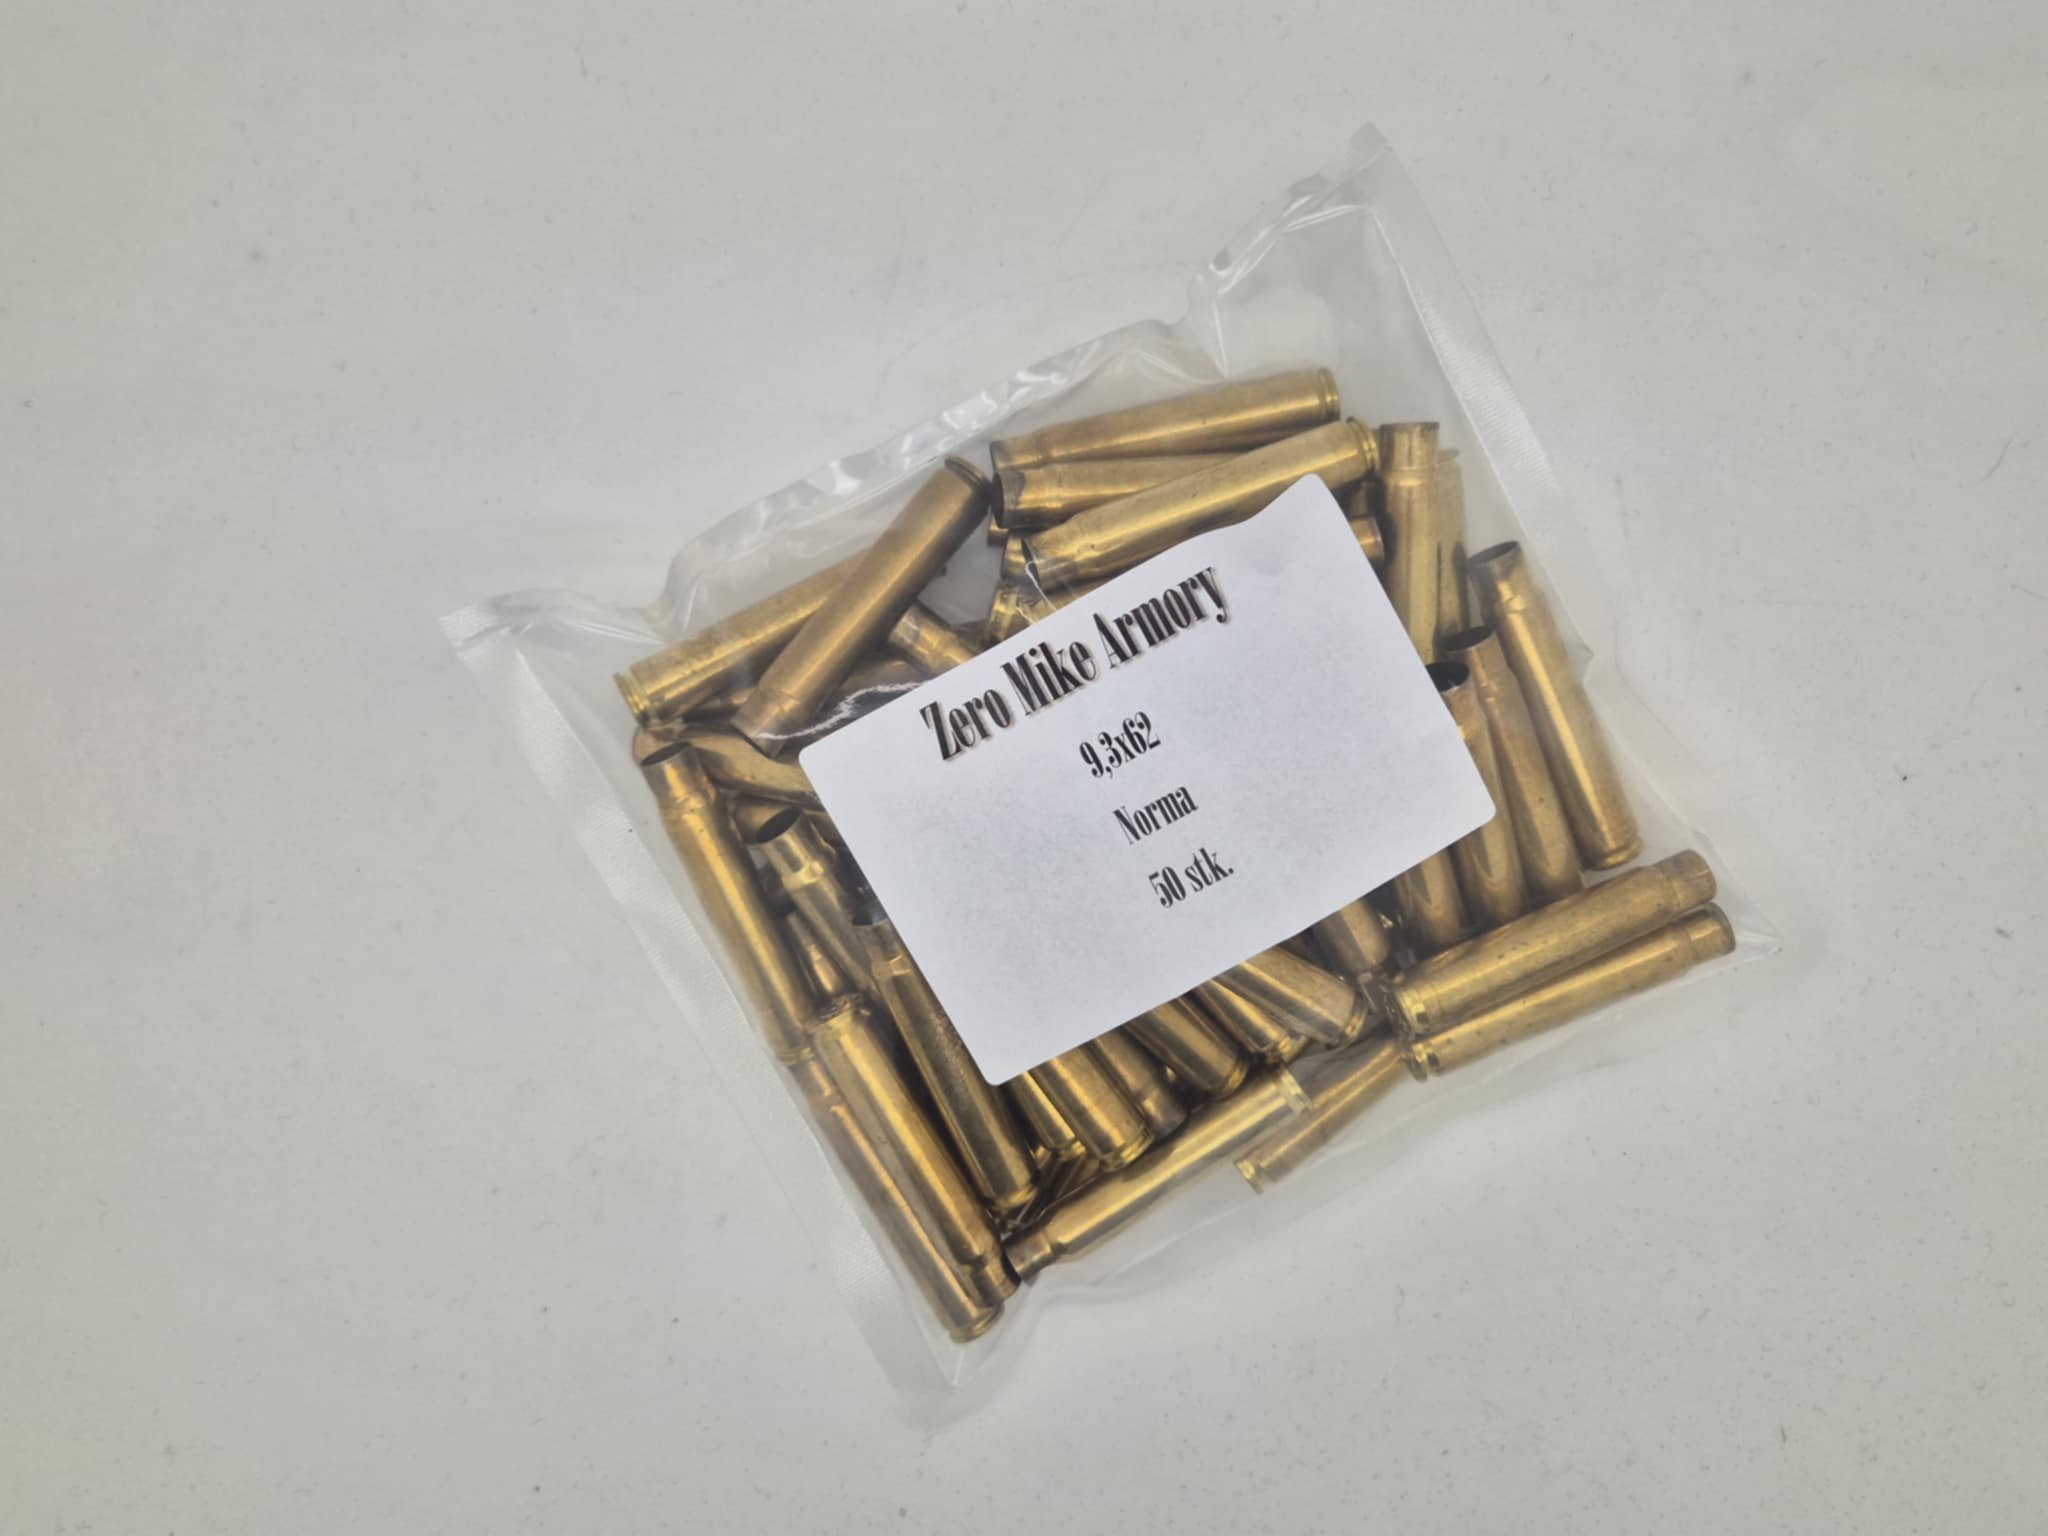 Zero Mike Armory
9,3x62
Norma
50 stk.